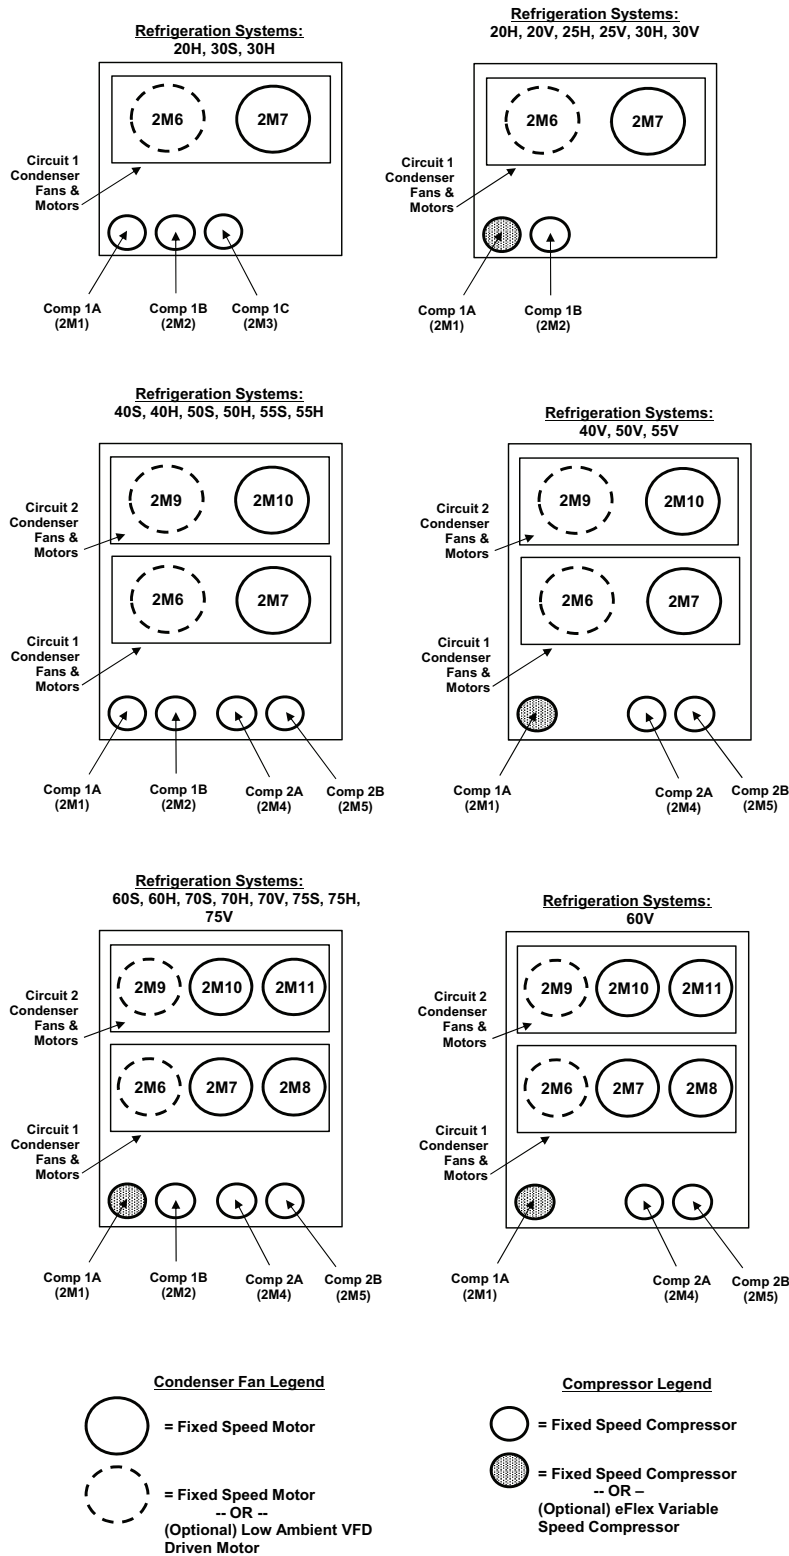 Refrigeration Systems:
20H, 30S, 30H
2M6
2M7
Circuit 1
Condenser
Fans &
Motors
Comp 1A
(2M1)
Comp 1B
(2M2)
Comp 1C
(2M3)
Refrigeration Systems:
20H, 20V, 25H, 25V, 30H, 30V
2M6
2M7
Circuit 1
Condenser
Fans &
Motors
Comp 1A
(2M1)
Comp 1B
(2M2)
Refrigeration Systems:
40S, 40H, 50S, 50H, 55S, 55H
2M9
2M10
Circuit 2
Condenser
Fans &
Motors
2M6
2M7
Circuit 1
Condenser
Fans &
Motors
Comp 1A
(2M1)
Comp 1B
(2M2)
Comp 2A
(2M4)
Comp 2B
(2M5)
Refrigeration Systems:
40V, 50V, 55V
2M9
2M10
Circuit 2
Condenser
Fans &
Motors
2M6
2M7
Circuit 1
Condenser
Fans &
Motors
Comp 1A
(2M1)
Comp 2A
(2M4)
Comp 2B
(2M5)
Refrigeration Systems:
60S, 60H, 70S, 70H, 70V, 75S, 75H,
75V
2M9
2M10
2M11
Circuit 2
Condenser
Fans &
Motors
2M6
2M7
2M8
Circuit 1
Condenser
Fans &
Motors
Comp 1A
(2M1)
Comp 1B
(2M2)
Comp 2A
(2M4)
Comp 2B
(2M5)
Refrigeration Systems:
60V
2M9
2M10
2M11
Circuit 2
Condenser
Fans &
Motors
2M6
2M7
2M8
Circuit 1
Condenser
Fans &
Motors
Comp 1A
(2M1)
Comp 2A
(2M4)
Comp 2B
(2M5)
Condenser Fan Legend
= Fixed Speed Motor
= Fixed Speed Motor
-- OR --
(Optional) Low Ambient VFD
Driven Motor
Compressor Legend
= Fixed Speed Compressor
= Fixed Speed Compressor
-- OR –
(Optional) eFlex Variable
Speed Compressor